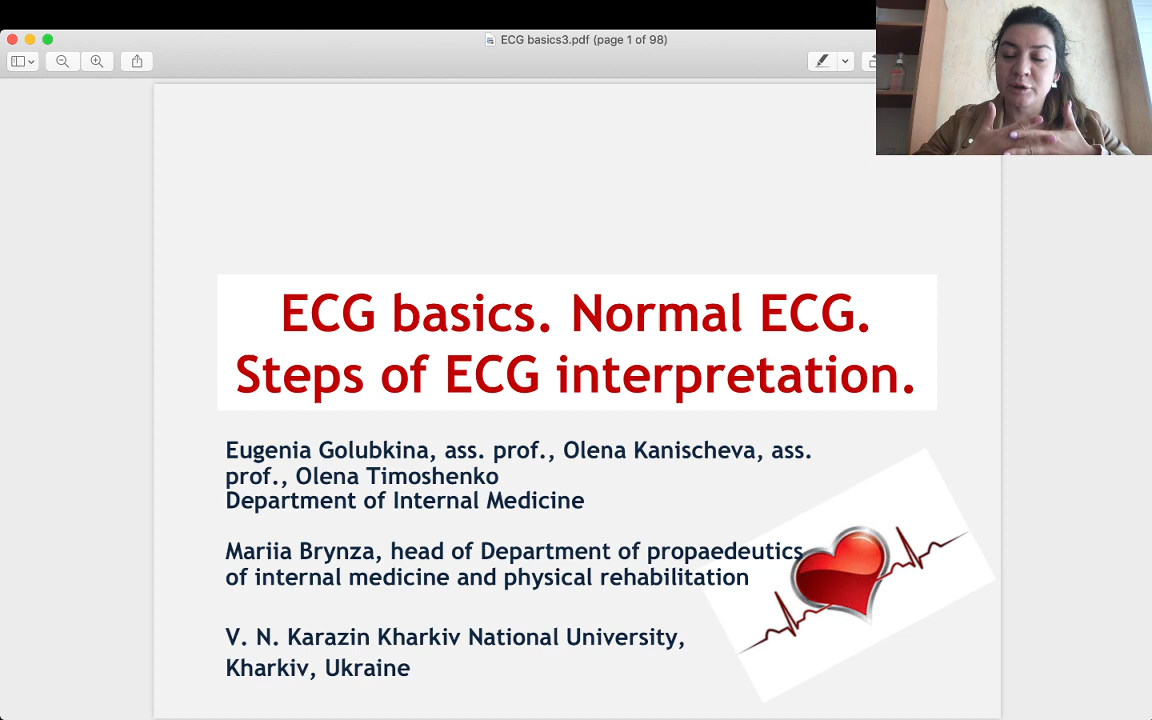 ECG basics3.pdf (page 1 of 98)
ECG basics. Normal ECG.
Steps of ECG interpretation.
Eugenia Golubkina, ass. prof., Olena Kanischeva, ass.
prof., Olena Timoshenko
Department of Internal Medicine
Mariia Brynza, head of Department of propaedeutics
of internal medicine and physical rehabilitation
V. N. Karazin Kharkiv National University,
Kharkiv, Ukraine